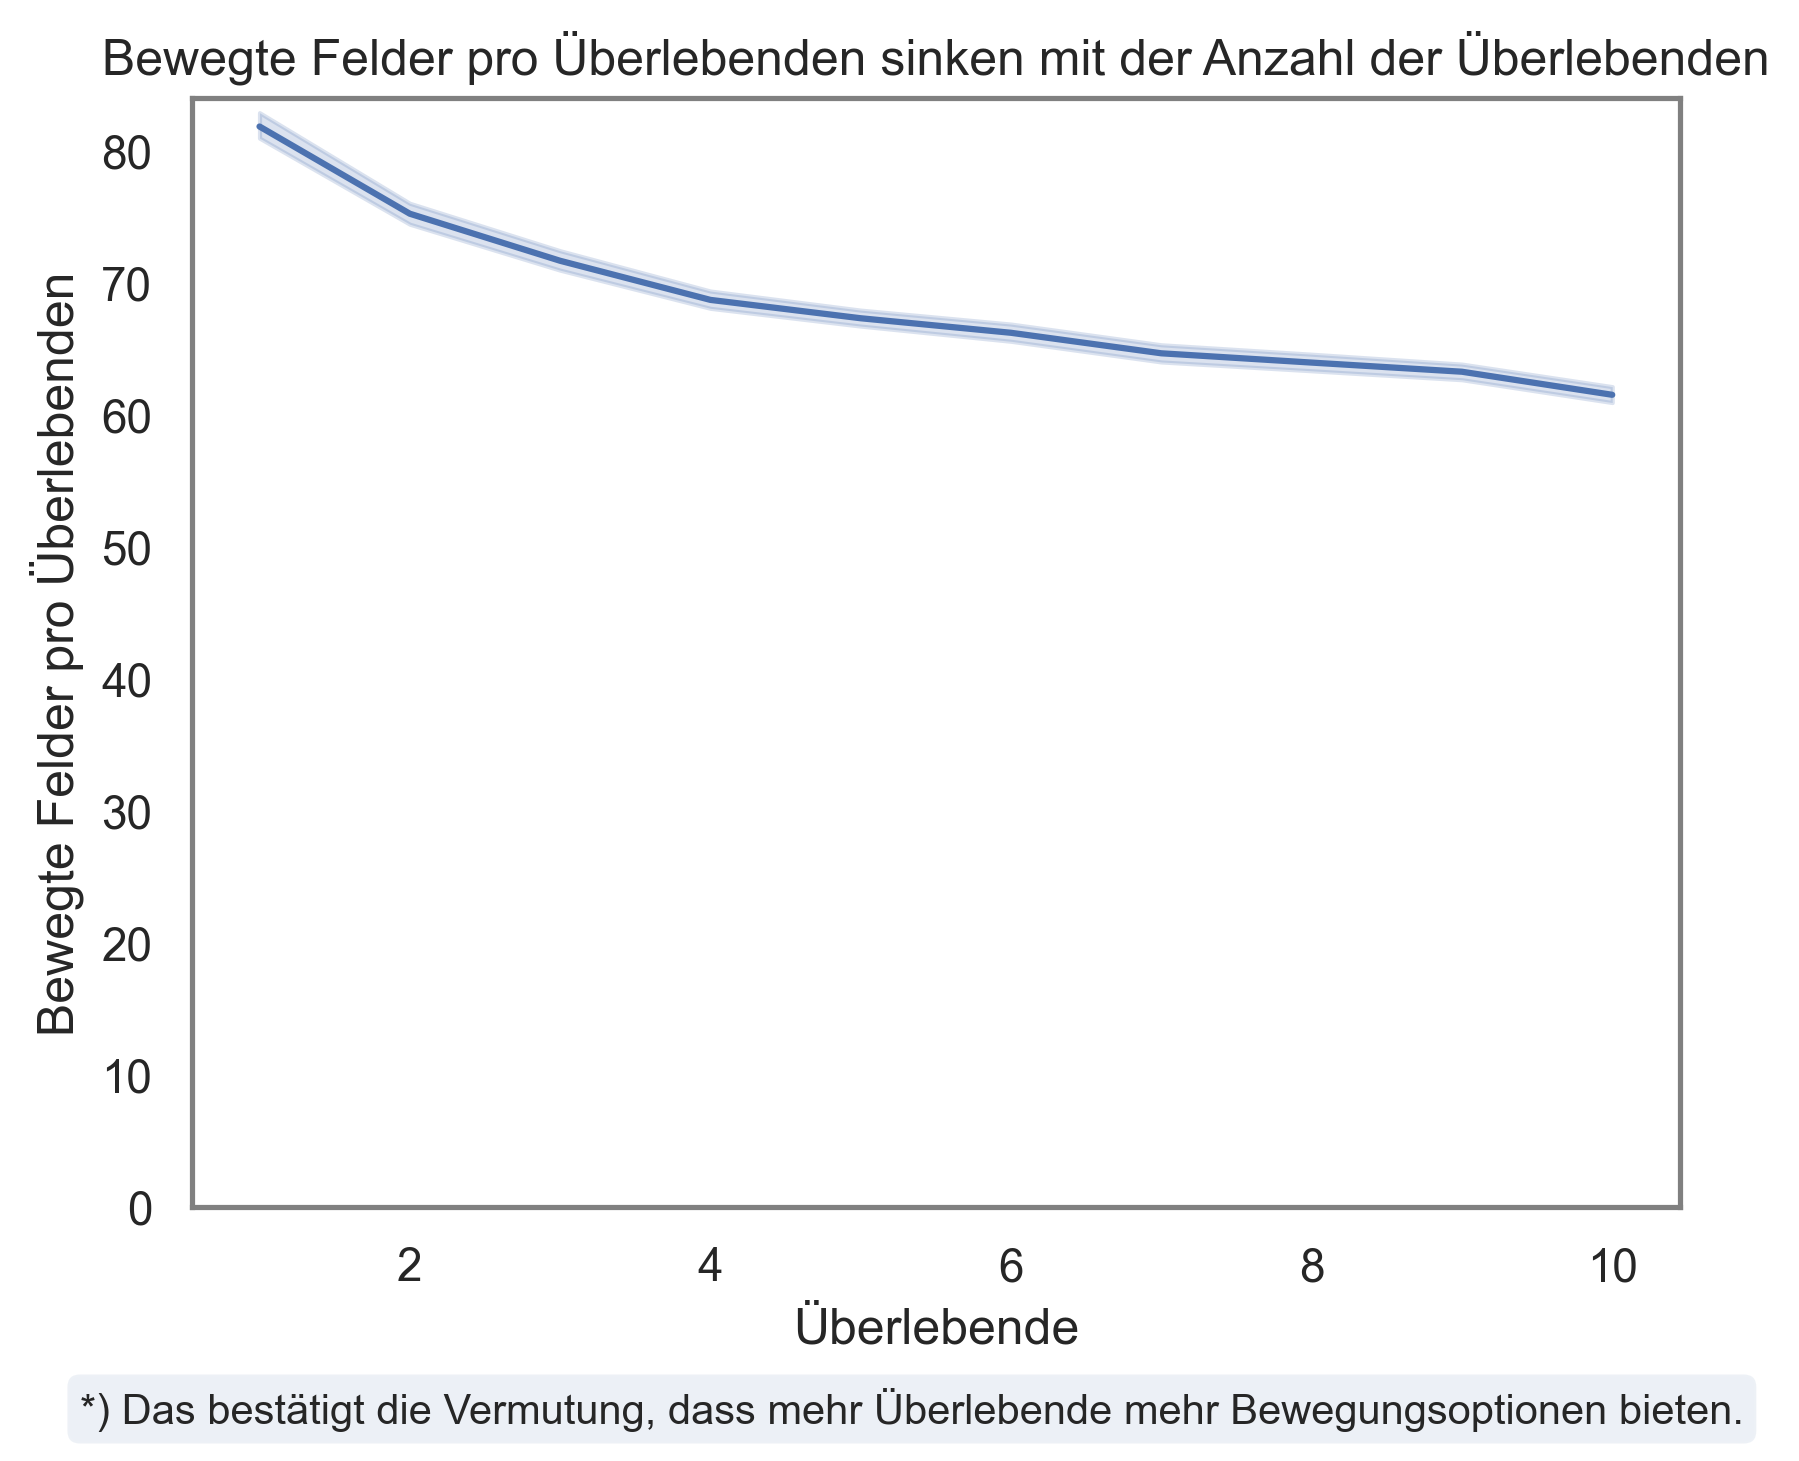 Bewegte Felder pro Überlebenden sinken mit der Anzahl der Überlebenden
Bewegte Felder pro Überlebenden
80
70
60
50
40
30
20
10
0
2 4 6 8 10
Überlebende
*) Das bestätigt die Vermutung, dass mehr Überlebende mehr Bewegungsoptionen bieten.